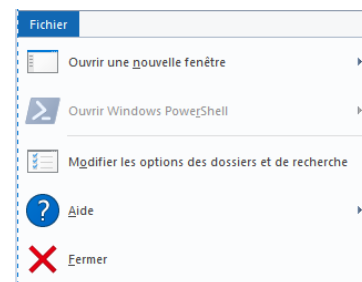 Fichier
Ouvrir une nouvelle fenêtre
Ouvrir Windows PowerShell
Modifier les options des dossiers et de recherche
Aide
Fermer